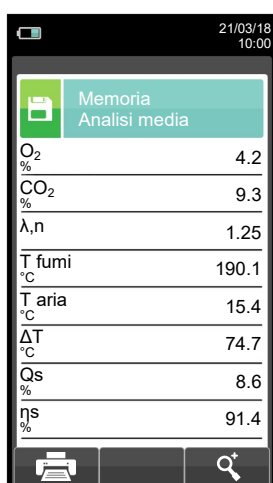 21/03/18
10:00
Memoria
Analisi media
O₂
% 4.2
CO₂
% 9.3
λ,n 1.25
T fumi
°C 190.1
T aria
°C 15.4
ΔT
°C 74.7
Qs
% 8.6
ηs
% 91.4